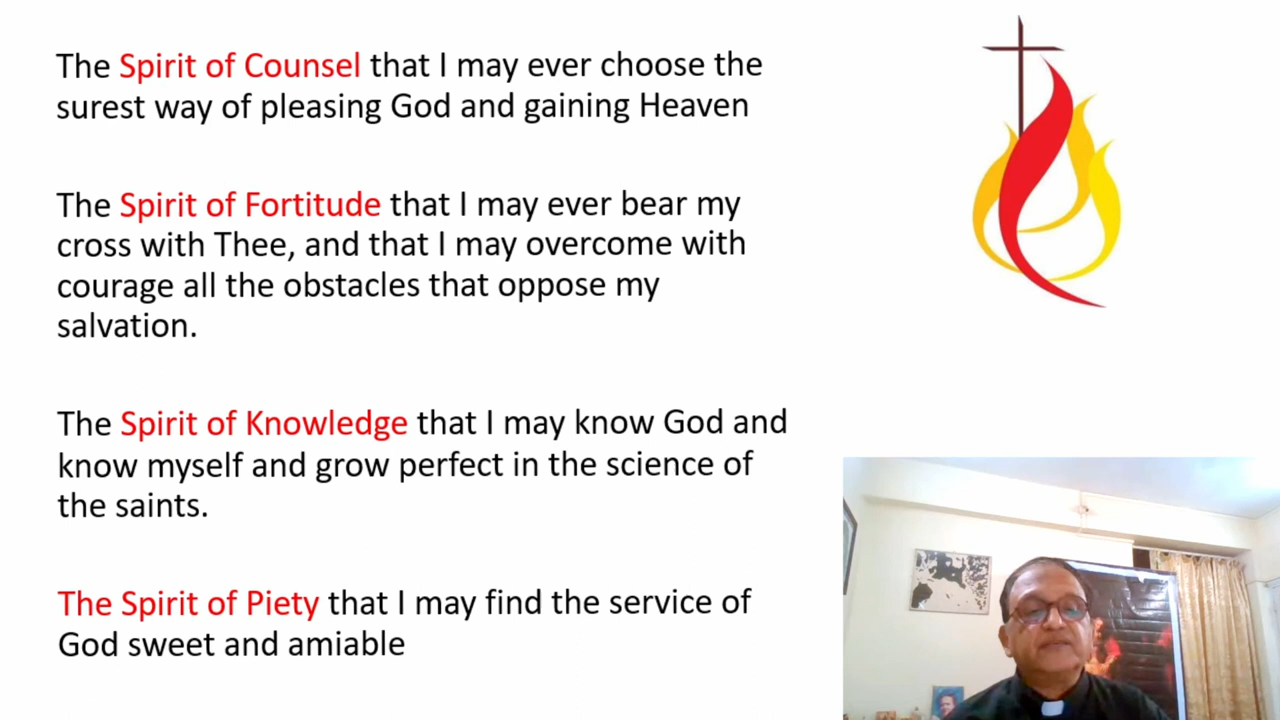 The Spirit of Counsel that I may ever choose the
surest way of pleasing God and gaining Heaven
The Spirit of Fortitude that I may ever bear my
cross with Thee, and that I may overcome with
courage all the obstacles that oppose my
salvation.
The Spirit of Knowledge that I may know God and
know myself and grow perfect in the science of
the saints.
The Spirit of Piety that I may find the service of
God sweet and amiable